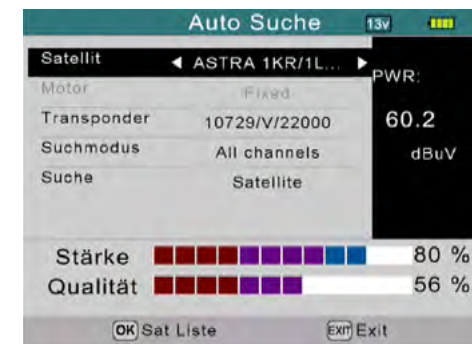 Auto Suche 13v
Satellit ASTRA 1KR/1L...
PWR:
Motor Fixed
Transponder 10729/V/22000
60.2
Suchmodus All channels
dBuV
Suche Satellite
Stärke 80 %
Qualität 56 %
OK Sat Liste EXIT Exit